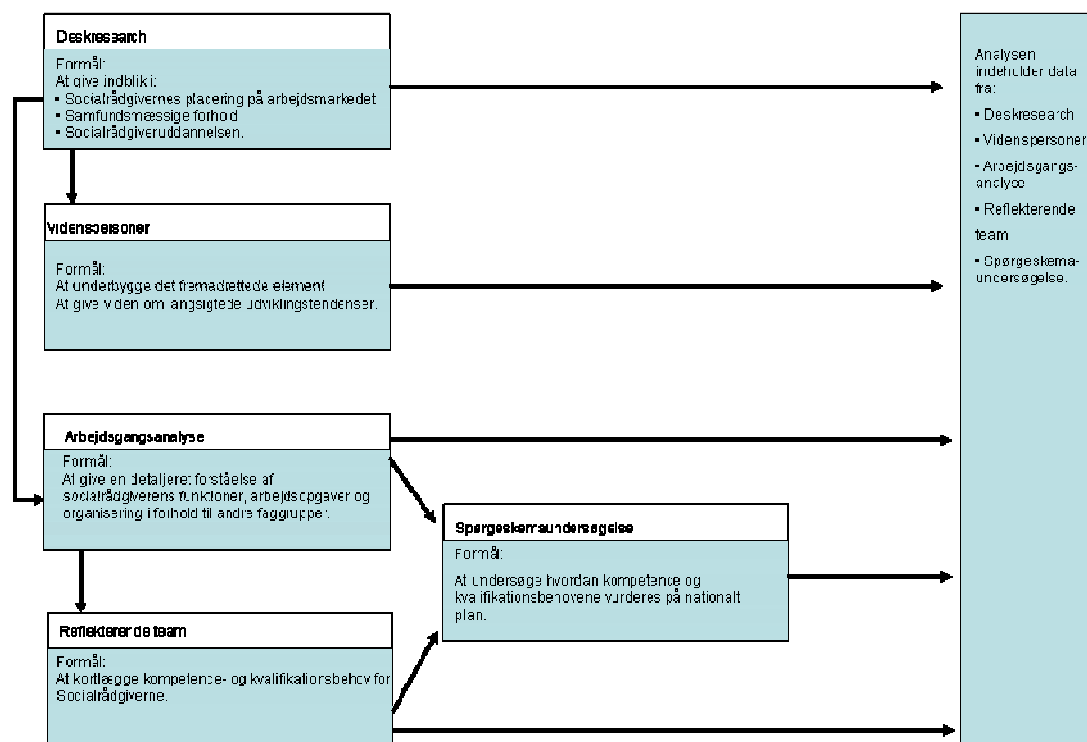 Deskresearch
Formål:
At give indblik i:
▪ Socialrådgivernes placering på arbejdsmarkedet
▪ Samfundsmæssige forhold
▪ Socialrådgiveruddannelsen.
Videnspersoner
Formål:
At underbygge det fremadrettede element
At give viden om langsigtede udviklingstendenser.
Arbejdsgangsanalyse
Formål:
At give en detaljeret forståelse af
socialrådgiverens funktioner, arbejdsopgaver og
organisering i forhold til andre faggrupper.
Reflekterende team
Formål:
At kortlægge kompetence- og kvalifikationsbehov for
Socialrådgiverne.
Spørgeskemaundersøgelse
Formål:
At undersøge hvordan kompetence og
kvalifikationsbehovene vurderes på nationalt
plan.
Analysen
indeholder data
fra:
▪ Deskresearch
▪ Videnspersoner
▪ Arbejdsgangs-
analyse
▪ Reflekterende
team
▪ Spørgeskema-
undersøgelse.